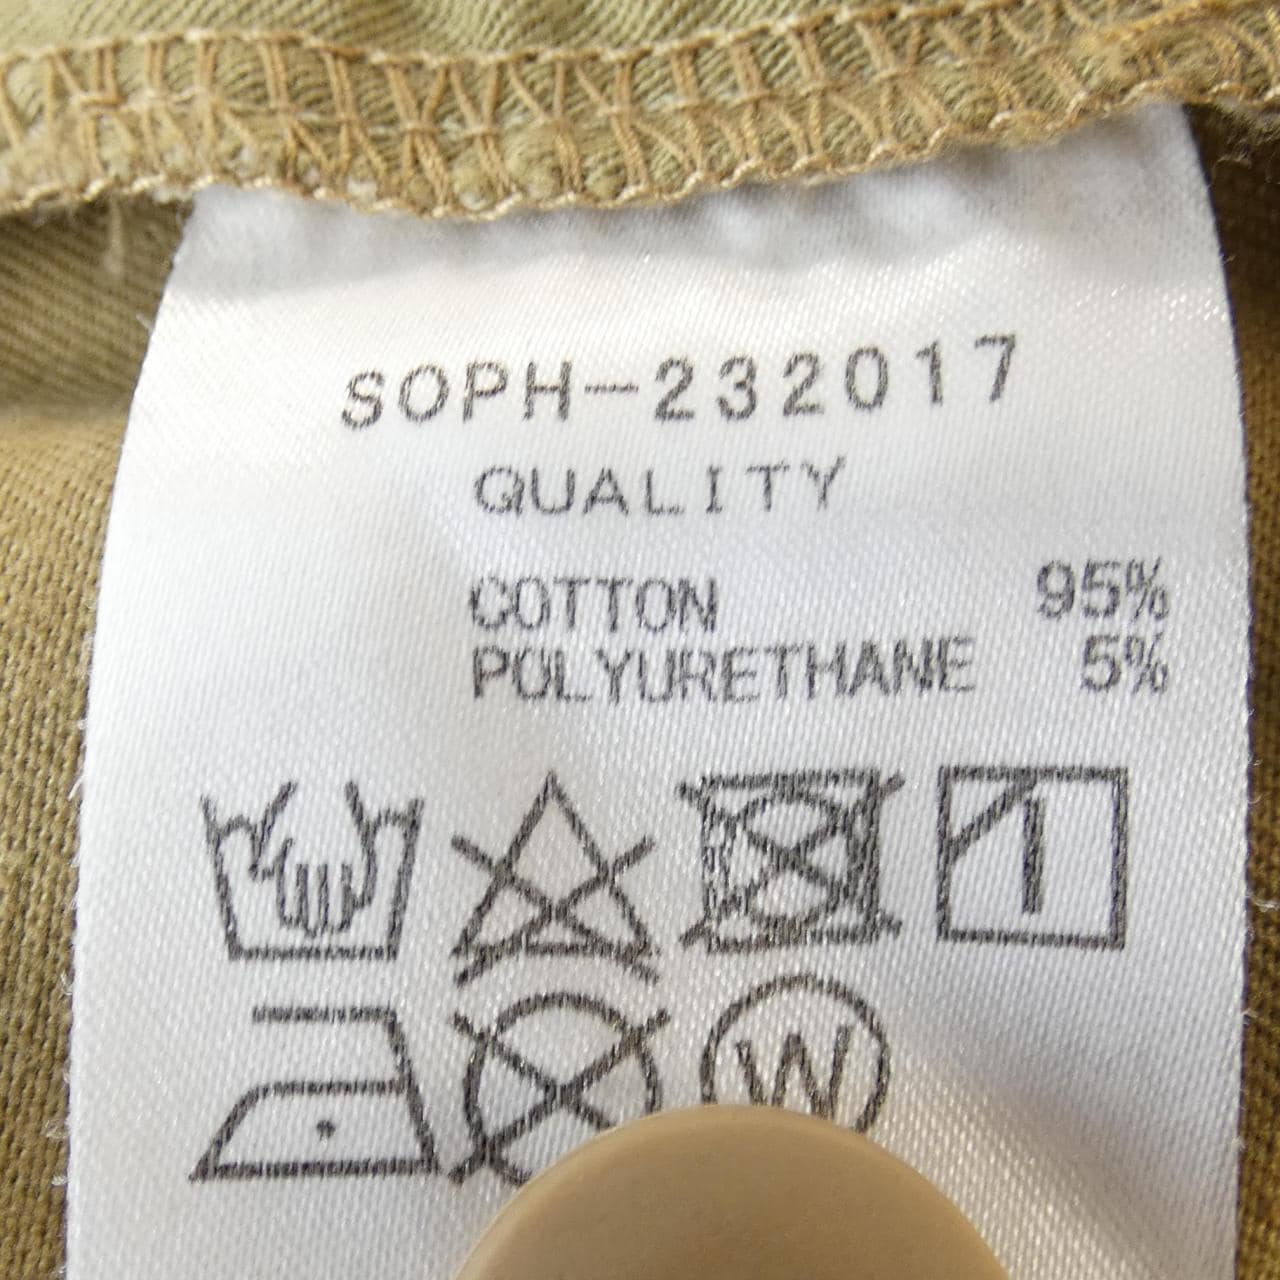 SOPH-232017
QUALITY
COTTON 95%
POLYURETHANE 5%
W